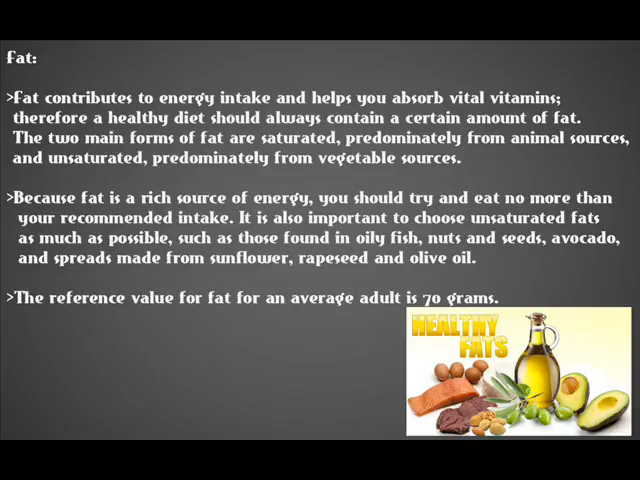 Fat:
>Fat contributes to energy intake and helps you absorb vital vitamins;
therefore a healthy diet should always contain a certain amount of fat.
The two main forms of fat are saturated, predominately from animal sources,
and unsaturated, predominately from vegetable sources.
>Because fat is a rich source of energy, you should try and eat no more than
your recommended intake. It is also important to choose unsaturated fats
as much as possible, such as those found in oily fish, nuts and seeds, avocado,
and spreads made from sunflower, rapeseed and olive oil.
>The reference value for fat for an average adult is 70 grams.
HEALTHY
FATS